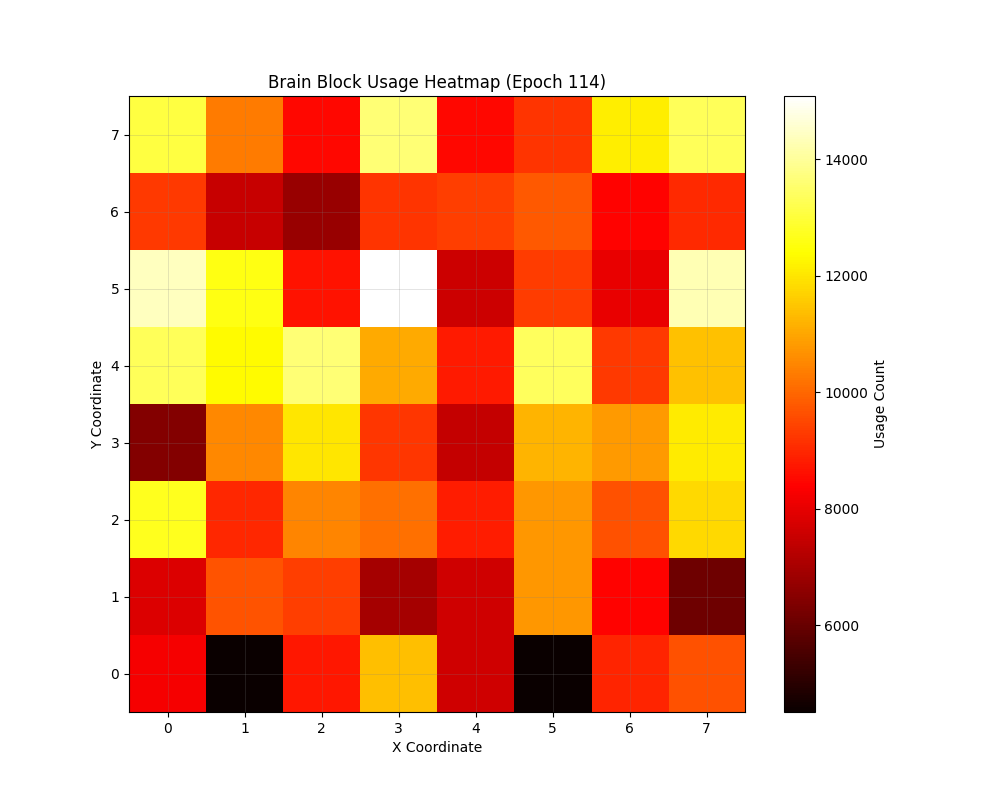 Brain Block Usage Heatmap (Epoch 114)
7
6
5
4
3
2
1
0
Y Coordinate
0 1 2 3 4 5 6 7
X Coordinate
14000
12000
10000
8000
6000
Usage Count